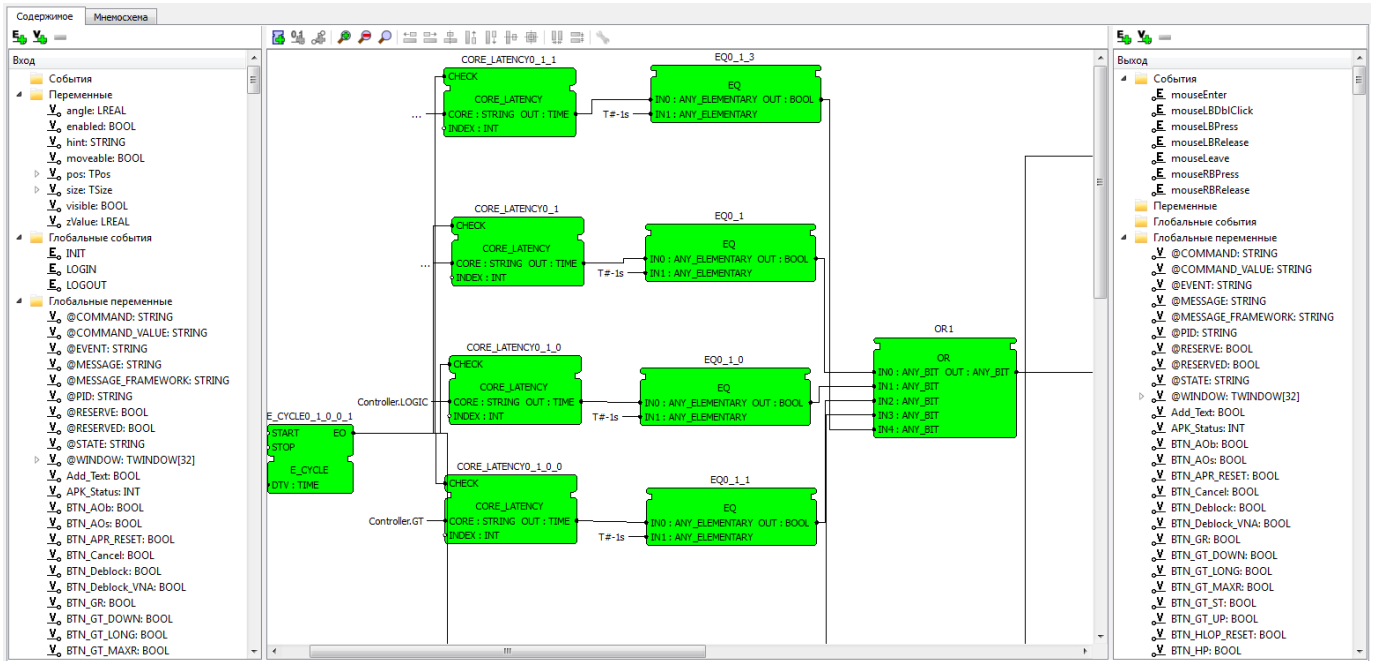 Содержимое
Мнемосхема
Вход
События
Переменные
angle: LREAL
enabled: BOOL
hint: STRING
moveable: BOOL
pos: TPos
size: TSize
visible: BOOL
zValue: LREAL
Глобальные события
INIT
LOGIN
LOGOUT
Глобальные переменные
@COMMAND: STRING
@COMMAND_VALUE: STRING
@EVENT: STRING
@MESSAGE: STRING
@MESSAGE_FRAMEWORK: STRING
@PID: STRING
@RESERVE: BOOL
@RESERVED: BOOL
@STATE: STRING
@WINDOW: TWINDOW[32]
Add_Text: BOOL
APK_Status: INT
BTN_AOb: BOOL
BTN_AOs: BOOL
BTN_APR_RESET: BOOL
BTN_Cancel: BOOL
BTN_Deblock: BOOL
BTN_Deblock_VNA: BOOL
BTN_GR: BOOL
BTN_GT_DOWN: BOOL
BTN_GT_LONG: BOOL
BTN_GT_MAXR: BOOL
CORE_LATENCY0_1_1
CHECK
CORE_LATENCY
... CORE : STRING OUT : TIME
INDEX : INT
EQ0_1_3
EQ
IN0 : ANY_ELEMENTARY OUT : BOOL
T#-1s IN1 : ANY_ELEMENTARY
CORE_LATENCY0_1
CHECK
CORE_LATENCY
... CORE : STRING OUT : TIME
INDEX : INT
EQ0_1
EQ
IN0 : ANY_ELEMENTARY OUT : BOOL
T#-1s IN1 : ANY_ELEMENTARY
CORE_LATENCY0_1_0
CHECK
CORE_LATENCY
Controller.LOGIC CORE : STRING OUT : TIME
INDEX : INT
EQ0_1_0
EQ
IN0 : ANY_ELEMENTARY OUT : BOOL
T#-1s IN1 : ANY_ELEMENTARY
OR1
OR
IN0 : ANY_BIT OUT : ANY_BIT
IN1 : ANY_BIT
IN2 : ANY_BIT
IN3 : ANY_BIT
IN4 : ANY_BIT
E_CYCLE0_1_0_0_1
START EO
STOP
E_CYCLE
DTV : TIME
CORE_LATENCY0_1_0_0
CHECK
CORE_LATENCY
Controller.GT CORE : STRING OUT : TIME
INDEX : INT
EQ0_1_1
EQ
IN0 : ANY_ELEMENTARY OUT : BOOL
T#-1s IN1 : ANY_ELEMENTARY
Выход
События
mouseEnter
mouseLBDblClick
mouseLBPress
mouseLBRelease
mouseLeave
mouseRBPress
mouseRBRelease
Переменные
Глобальные события
Глобальные переменные
@COMMAND: STRING
@COMMAND_VALUE: STRING
@EVENT: STRING
@MESSAGE: STRING
@MESSAGE_FRAMEWORK: STRING
@PID: STRING
@RESERVE: BOOL
@RESERVED: BOOL
@STATE: STRING
@WINDOW: TWINDOW[32]
Add_Text: BOOL
APK_Status: INT
BTN_AOb: BOOL
BTN_AOs: BOOL
BTN_APR_RESET: BOOL
BTN_Cancel: BOOL
BTN_Deblock: BOOL
BTN_Deblock_VNA: BOOL
BTN_GR: BOOL
BTN_GT_DOWN: BOOL
BTN_GT_LONG: BOOL
BTN_GT_MAXR: BOOL
BTN_GT_ST: BOOL
BTN_GT_UP: BOOL
BTN_HLOP_RESET: BOOL
BTN_HP: BOOL